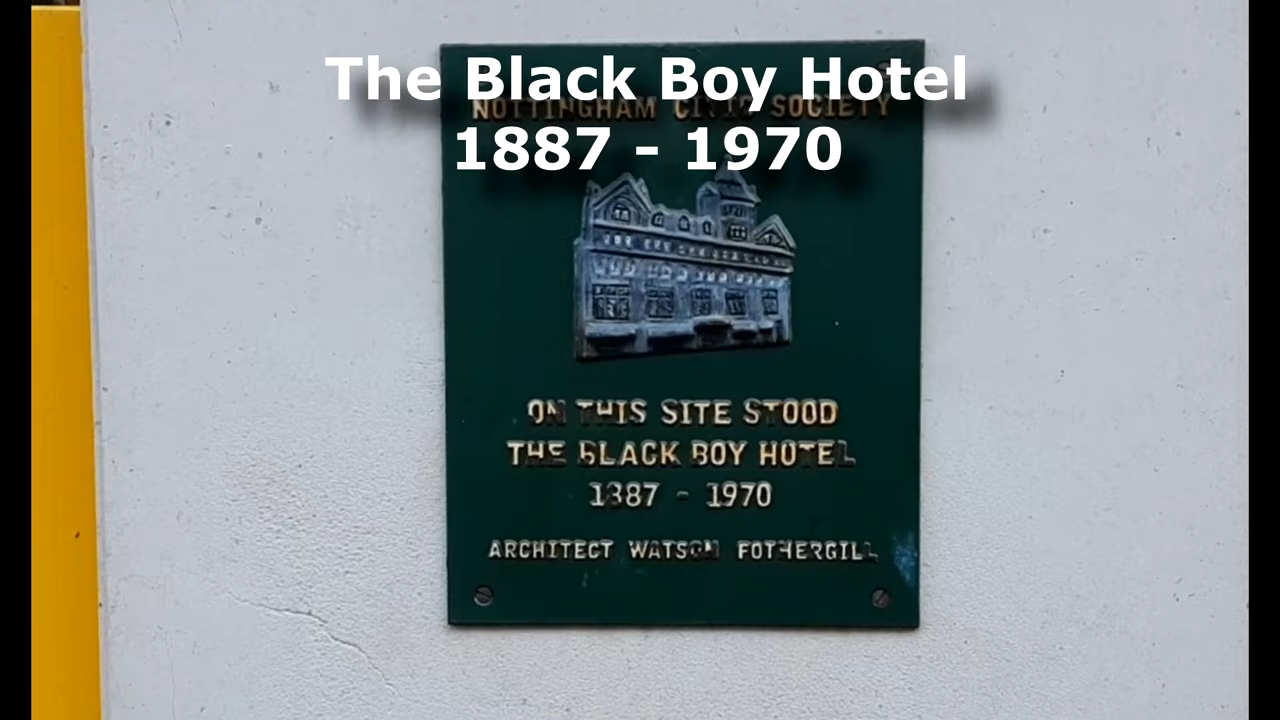 The Black Boy Hotel
NOTTINGHAM CIVIC SOCIETY
1887 - 1970
ON THIS SITE STOOD
THE BLACK BOY HOTEL
1887 - 1970
ARCHITECT WATSON FOTHERGILL